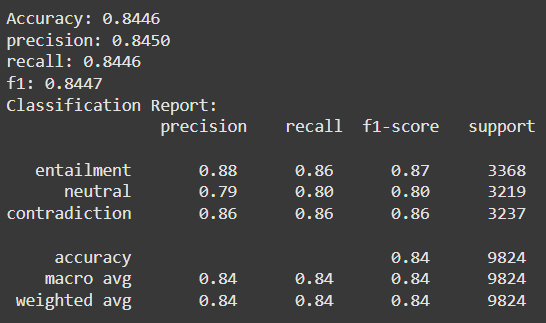 Accuracy: 0.8446
precision: 0.8450
recall: 0.8446
f1: 0.8447
Classification Report:
precision recall f1-score support
entailment 0.88 0.86 0.87 3368
neutral 0.79 0.80 0.80 3219
contradiction 0.86 0.86 0.86 3237
accuracy 0.84 9824
macro avg 0.84 0.84 0.84 9824
weighted avg 0.84 0.84 0.84 9824